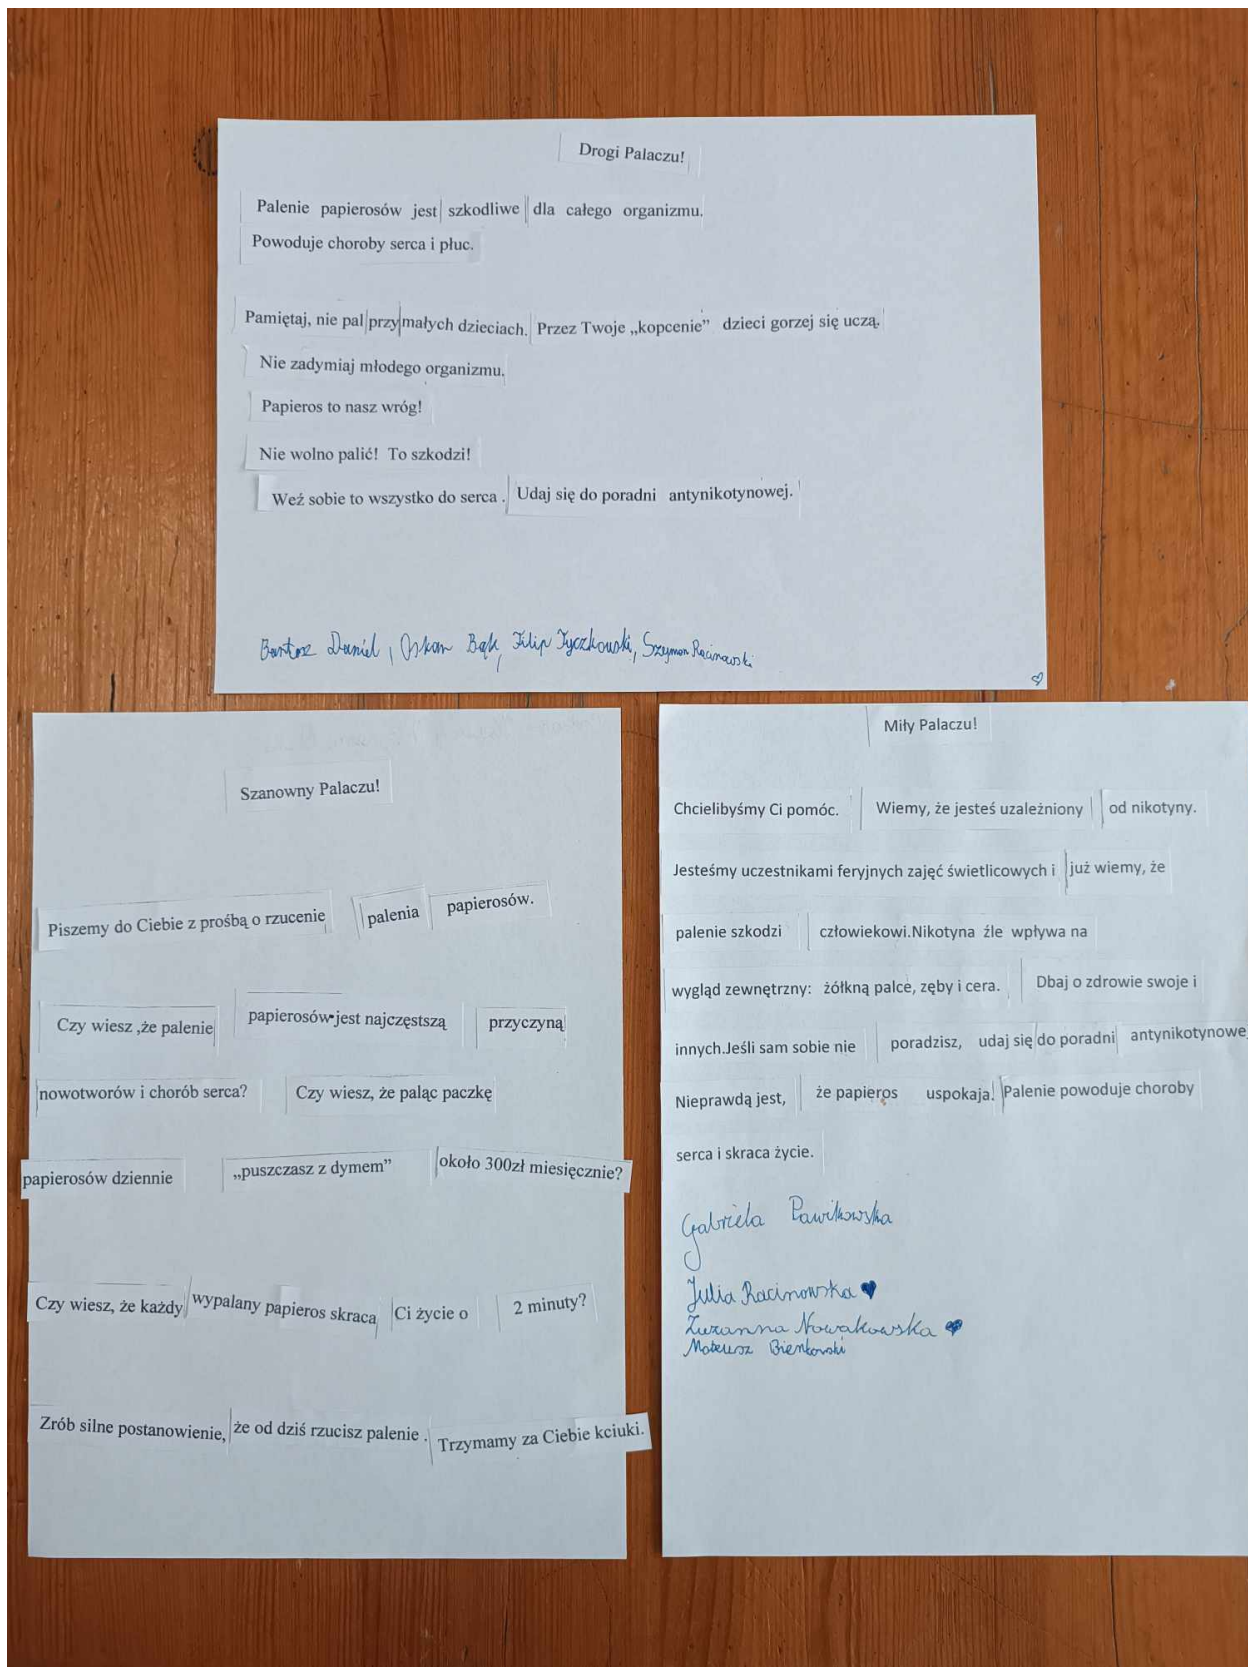 Drogi Palaczu!
Palenie papierosów jest szkodliwe dla całego organizmu.
Powoduje choroby serca i płuc.
Pamiętaj, nie pal przy małych dzieciach. Przez Twoje „kopcenie” dzieci gorzej się uczą.
Nie zadymiaj młodego organizmu.
Papieros to nasz wróg!
Nie wolno palić! To szkodzi!
Weź sobie to wszystko do serca . Udaj się do poradni antynikotynowej.
Bartosz Daniel, Oskar Bąk, Filip Tyczkowski, Szymon Racinowski
Szanowny Palaczu!
Piszemy do Ciebie z prośbą o rzucenie palenia papierosów.
Czy wiesz ,że palenie papierosów jest najczęstszą przyczyną
nowotworów i chorób serca? Czy wiesz, że paląc paczkę
papierosów dziennie „puszczasz z dymem” około 300zł miesięcznie?
Czy wiesz, że każdy wypalany papieros skraca Ci życie o 2 minuty?
Zrób silne postanowienie, że od dziś rzucisz palenie . Trzymamy za Ciebie kciuki.
Miły Palaczu!
Chcielibyśmy Ci pomóc. Wiemy, że jesteś uzależniony od nikotyny.
Jesteśmy uczestnikami feryjnych zajęć świetlicowych i już wiemy, że
palenie szkodzi człowiekowi.Nikotyna źle wpływa na
wygląd zewnętrzny: żółkną palce, zęby i cera. Dbaj o zdrowie swoje i
innych.Jeśli sam sobie nie poradzisz, udaj się do poradni antynikotynowe
Nieprawdą jest, że papieros uspokaja! Palenie powoduje choroby
serca i skraca życie.
Gabriela Pawikowska
Julia Racinowska
Zuzanna Nowakowska
Mateusz Bieńkowski